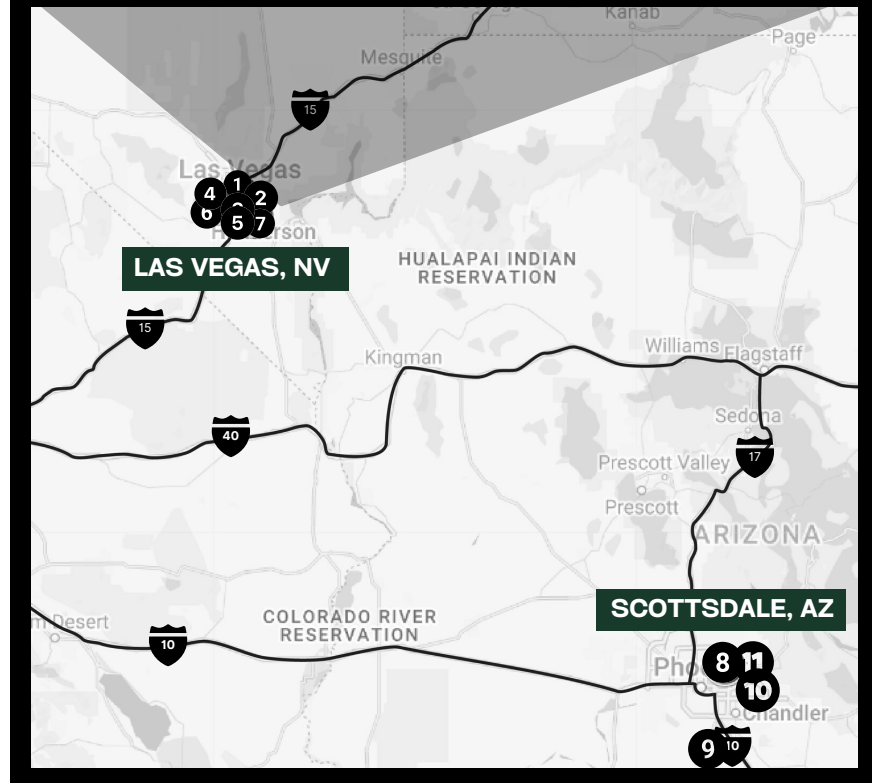 Kanab
Page
Mesquite
15
Las Vegas
1
4
2
6
5
7
LAS VEGAS, NV
HUALAPAI INDIAN
RESERVATION
15
Kingman
Williams
Flagstaff
40
Sedona
17
Prescott Valley
Prescott
ARIZONA
SCOTTSDALE, AZ
COLORADO RIVER
RESERVATION
Desert
10
8
11
10
Chandler
9
10